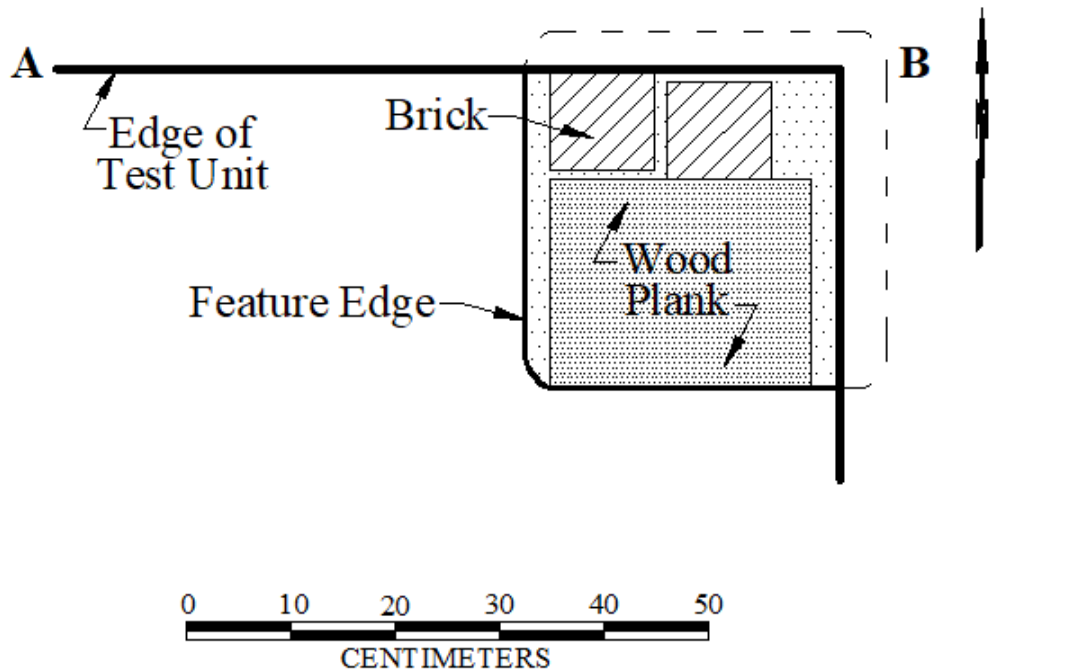 A
B
Edge of
Test Unit
Brick
Wood
Plank
Feature Edge
0 10 20 30 40 50
CENTIMETERS